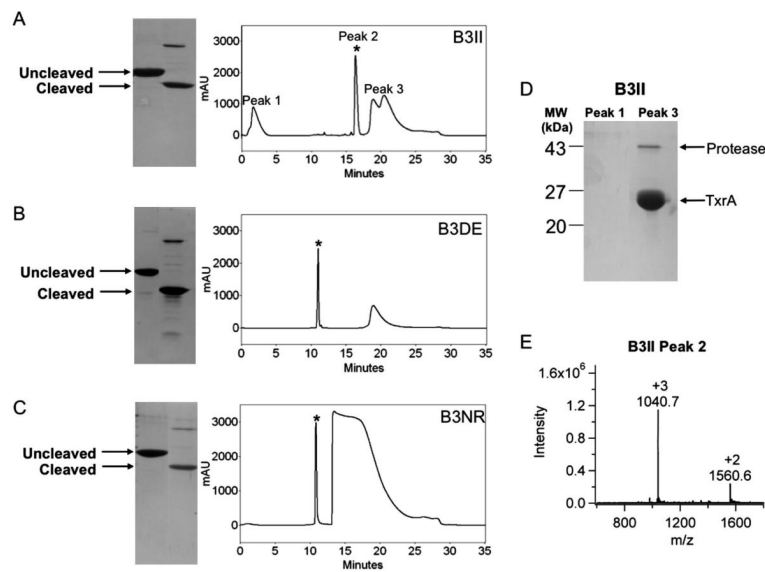 A
Uncleaved
Cleaved
B3II
Peak 1
Peak 2
*
Peak 3
mAU
3000
2000
1000
0
0 5 10 15 20 25 30 35
Minutes
B
Uncleaved
Cleaved
B3DE
*
mAU
3000
2000
1000
0
0 5 10 15 20 25 30 35
Minutes
C
Uncleaved
Cleaved
B3NR
*
mAU
3000
2000
1000
0
0 5 10 15 20 25 30 35
Minutes
D
B3II
MW
(kDa)
Peak 1 Peak 3
43
27
20
Protease
TxrA
E
B3II Peak 2
Intensity
1.6x10⁶
1.2
0.8
0.4
0.0
+3
1040.7
+2
1560.6
800 1200 1600
m/z